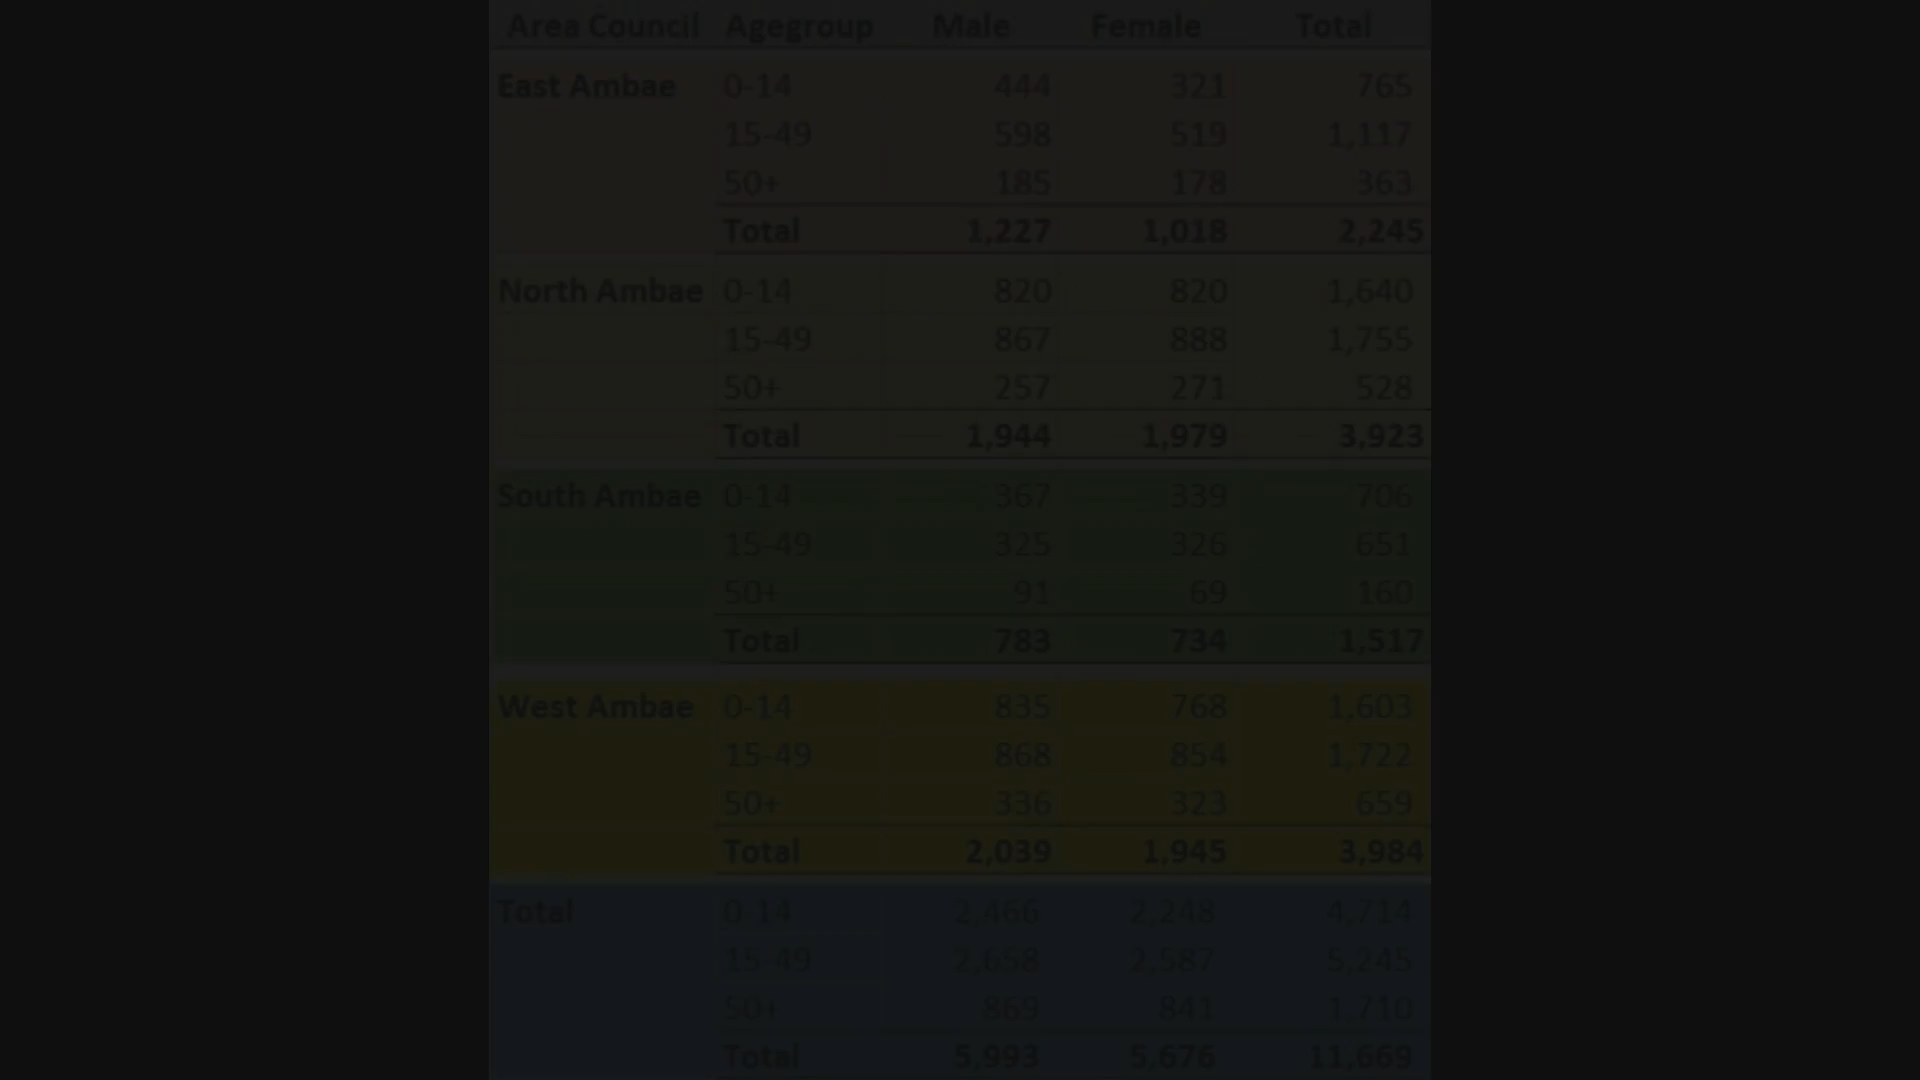 Area Council Agegroup Male Female Total
East Ambae 0-14 444 321 765
15-49 598 519 1,117
50+ 185 178 363
Total 1,227 1,018 2,245
North Ambae 0-14 820 820 1,640
15-49 867 888 1,755
50+ 257 271 528
Total 1,944 1,979 3,923
South Ambae 0-14 367 339 706
15-49 325 326 651
50+ 91 69 160
Total 783 734 1,517
West Ambae 0-14 835 768 1,603
15-49 868 854 1,722
50+ 336 323 659
Total 2,039 1,945 3,984
Total 0-14 2,466 2,248 4,714
15-49 2,658 2,587 5,245
50+ 869 841 1,710
Total 5,993 5,676 11,669